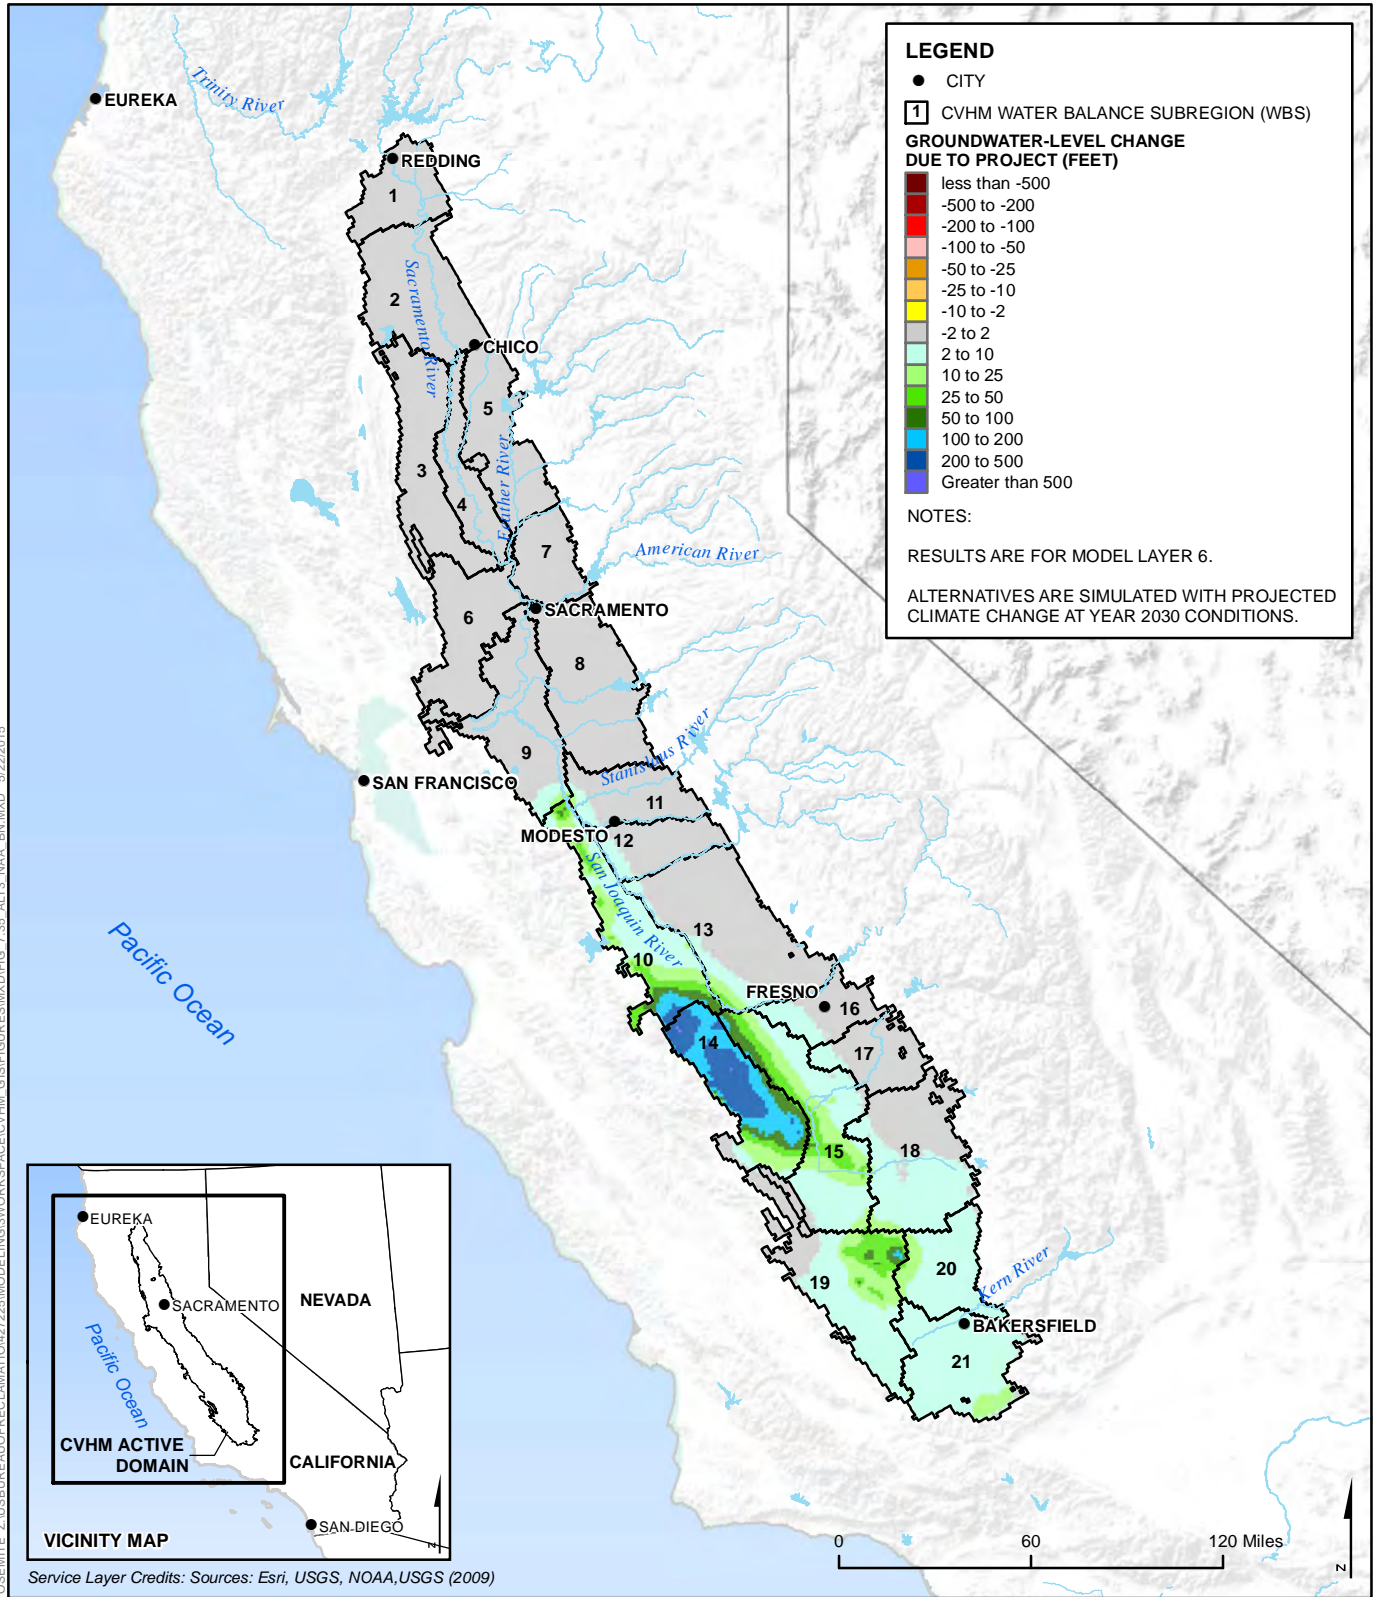 LEGEND
CITY
1 CVHM WATER BALANCE SUBREGION (WBS)
GROUNDWATER-LEVEL CHANGE
DUE TO PROJECT (FEET)
less than -500
-500 to -200
-200 to -100
-100 to -50
-50 to -25
-25 to -10
-10 to -2
-2 to 2
2 to 10
10 to 25
25 to 50
50 to 100
100 to 200
200 to 500
Greater than 500
NOTES:
RESULTS ARE FOR MODEL LAYER 6.
ALTERNATIVES ARE SIMULATED WITH PROJECTED
CLIMATE CHANGE AT YEAR 2030 CONDITIONS.
Trinity River
EUREKA
REDDING
1
2
Sacramento River
CHICO
5
3
4
Feather River
7
American River
6
SACRAMENTO
8
9
Stanislaus River
SAN FRANCISCO
11
MODESTO
12
San Joaquin River
13
10
Pacific Ocean
FRESNO
16
14
17
15
18
19
20
Kern River
BAKERSFIELD
21
0 60 120 Miles
Z
EUREKA
SACRAMENTO
NEVADA
Pacific Ocean
CVHM ACTIVE
DOMAIN
CALIFORNIA
SAN DIEGO
VICINITY MAP
Z
Service Layer Credits: Sources: Esri, USGS, NOAA,USGS (2009)